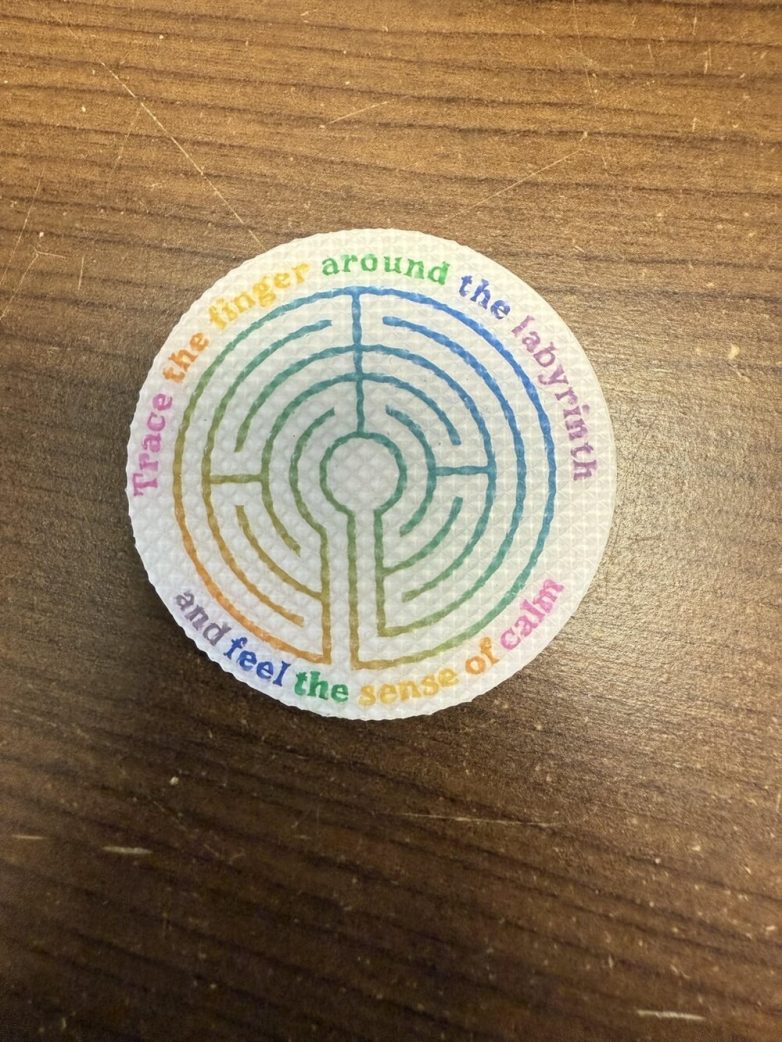 Trace the finger around the labyrinth
and feel the sense of calm